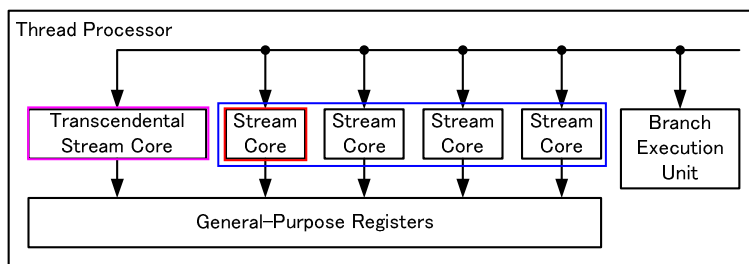 Thread Processor
Transcendental
Stream Core
Stream
Core
Stream
Core
Stream
Core
Stream
Core
Branch
Execution
Unit
General-Purpose Registers